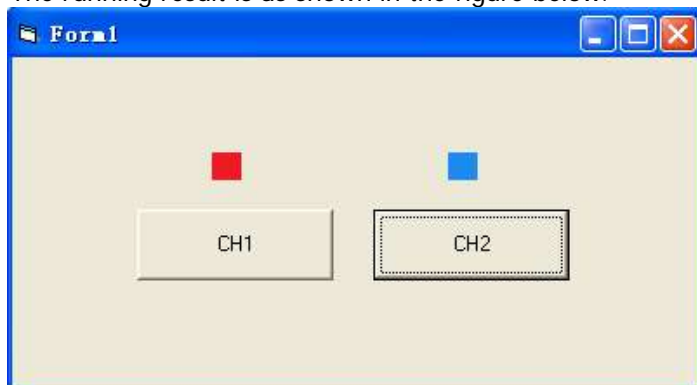 The running result is as shown in the figure below:
Form1
CH1
CH2